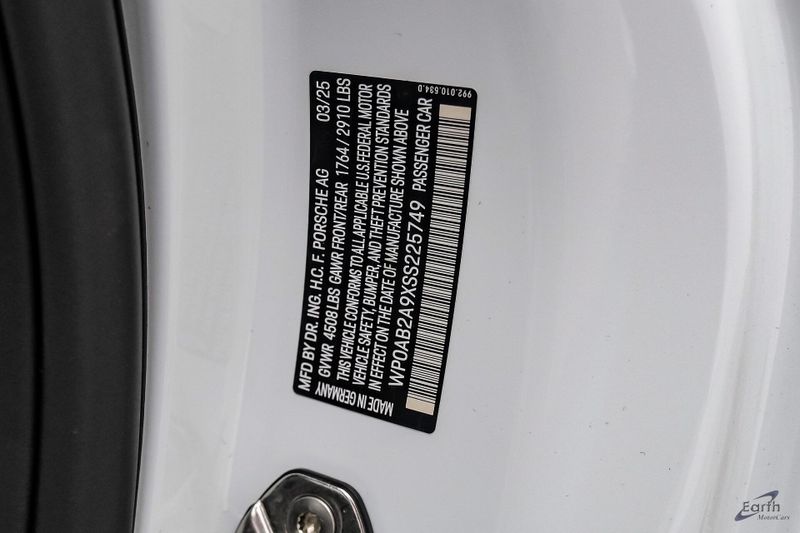 MFD BY DR. ING. H.C. F. PORSCHE AG 03/25
GVWR 4508 LBS GAWR FRONT/REAR 1764 / 2910 LBS
THIS VEHICLE CONFORMS TO ALL APPLICABLE U.S. FEDERAL MOTOR
VEHICLE SAFETY, BUMPER, AND THEFT PREVENTION STANDARDS
IN EFFECT ON THE DATE OF MANUFACTURE SHOWN ABOVE
WP0AB2A9XSS225749 PASSENGER CAR
MADE IN GERMANY
992.010.534.0
Earth
MotorCars